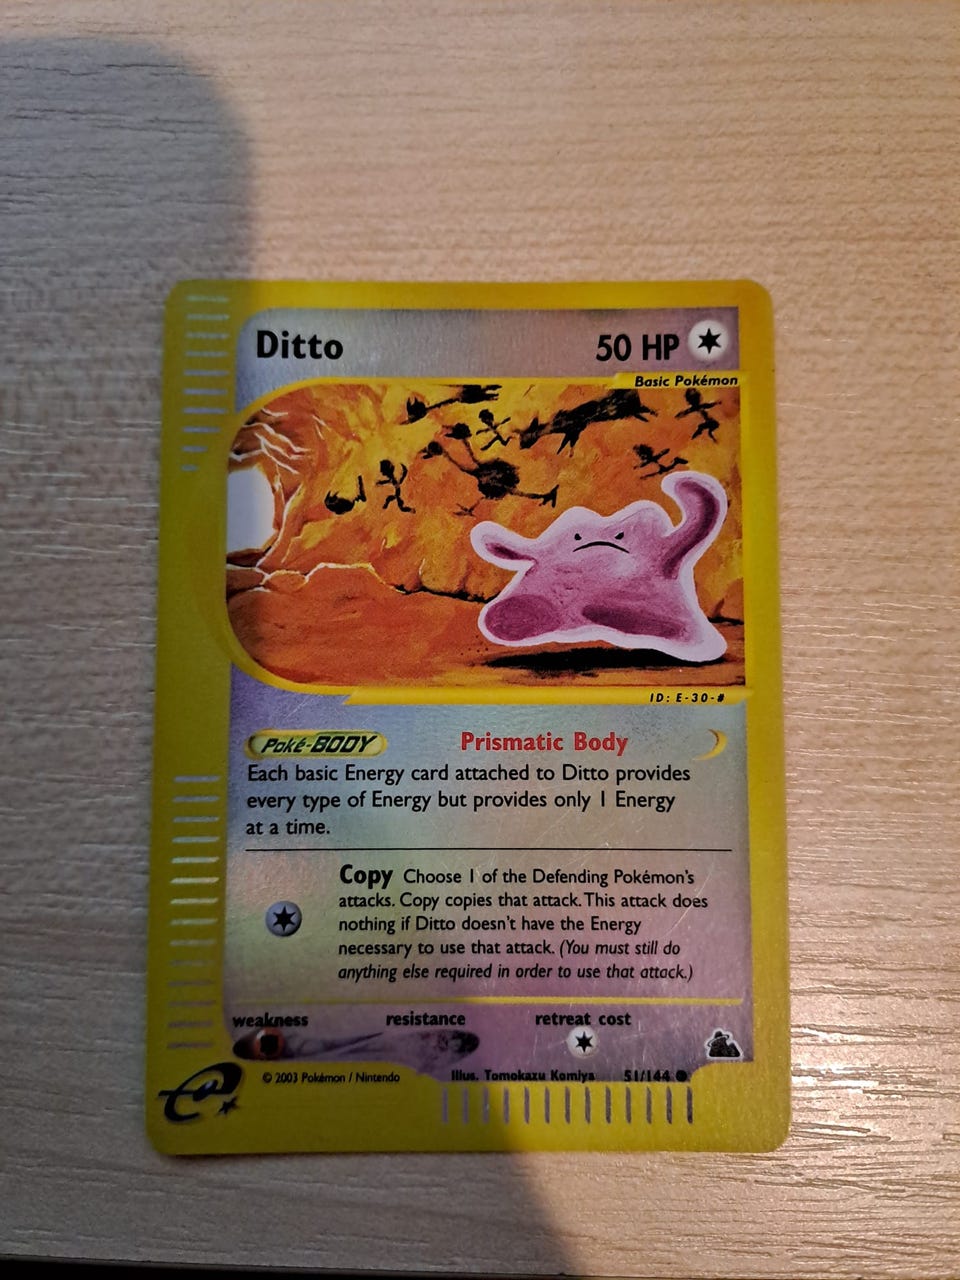 Ditto 50 HP
Basic Pokémon
ID: E-30-#
Poké-BODY Prismatic Body
Each basic Energy card attached to Ditto provides
every type of Energy but provides only 1 Energy
at a time.
Copy Choose 1 of the Defending Pokémon's
attacks. Copy copies that attack. This attack does
nothing if Ditto doesn't have the Energy
necessary to use that attack. (You must still do
anything else required in order to use that attack.)
weakness resistance retreat cost
© 2003 Pokémon / Nintendo Illus. Tomokazu Komiya 51/144
e